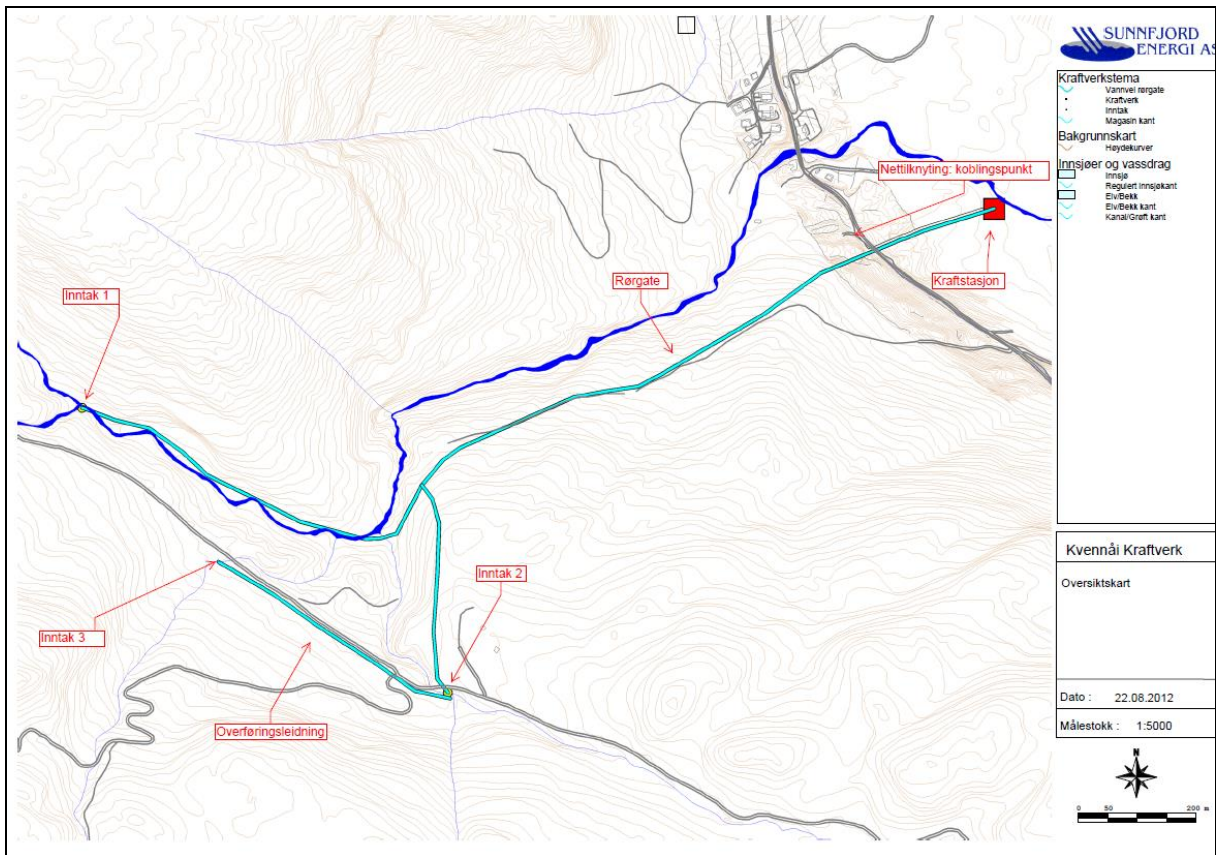 SUNNFJORD
ENERGI AS
Kraftverkstema
Vannvei rørgate
Kraftverk
Inntak
Magasin kant
Bakgrunnskart
Høydekurver
Innsjøer og vassdrag
Innsjø
Regulert innsjøkant
Elv/Bekk
Elv/Bekk kant
Kanal/Grøft kant
Nettilknyting: koblingspunkt
Kraftstasjon
Rørgate
Inntak 1
Inntak 2
Inntak 3
Overføringsleidning
Kvennåi Kraftverk
Oversiktskart
Dato : 22.08.2012
Målestokk : 1:5000
N
0 50 200 m